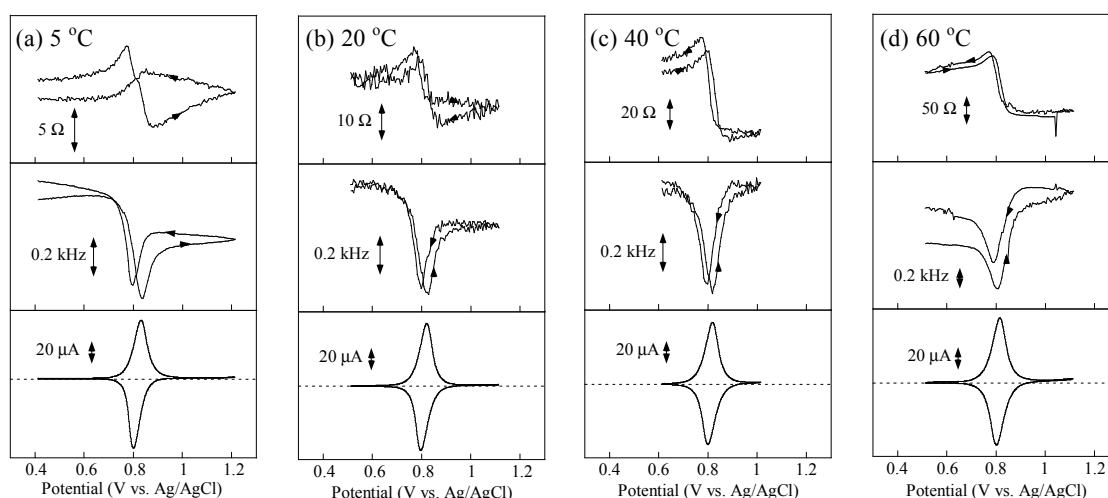 (a) 5 °C
5 Ω
0.2 kHz
20 μA
0.4 0.6 0.8 1 1.2
Potential (V vs. Ag/AgCl)
(b) 20 °C
10 Ω
0.2 kHz
20 μA
0.4 0.6 0.8 1 1.2
Potential (V vs. Ag/AgCl)
(c) 40 °C
20 Ω
0.2 kHz
20 μA
0.4 0.6 0.8 1 1.2
Potential (V vs. Ag/AgCl)
(d) 60 °C
50 Ω
0.2 kHz
20 μA
0.4 0.6 0.8 1 1.2
Potential (V vs. Ag/AgCl)